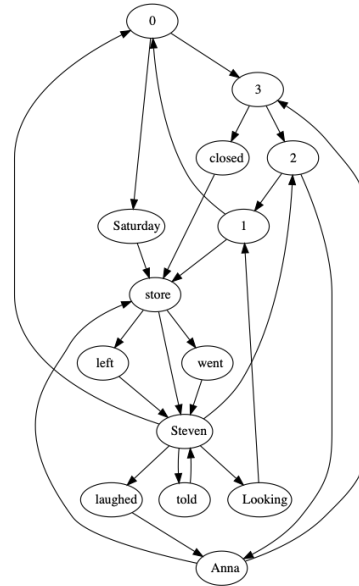 0
3
closed
2
Saturday
1
store
left
went
Steven
laughed
told
Looking
Anna